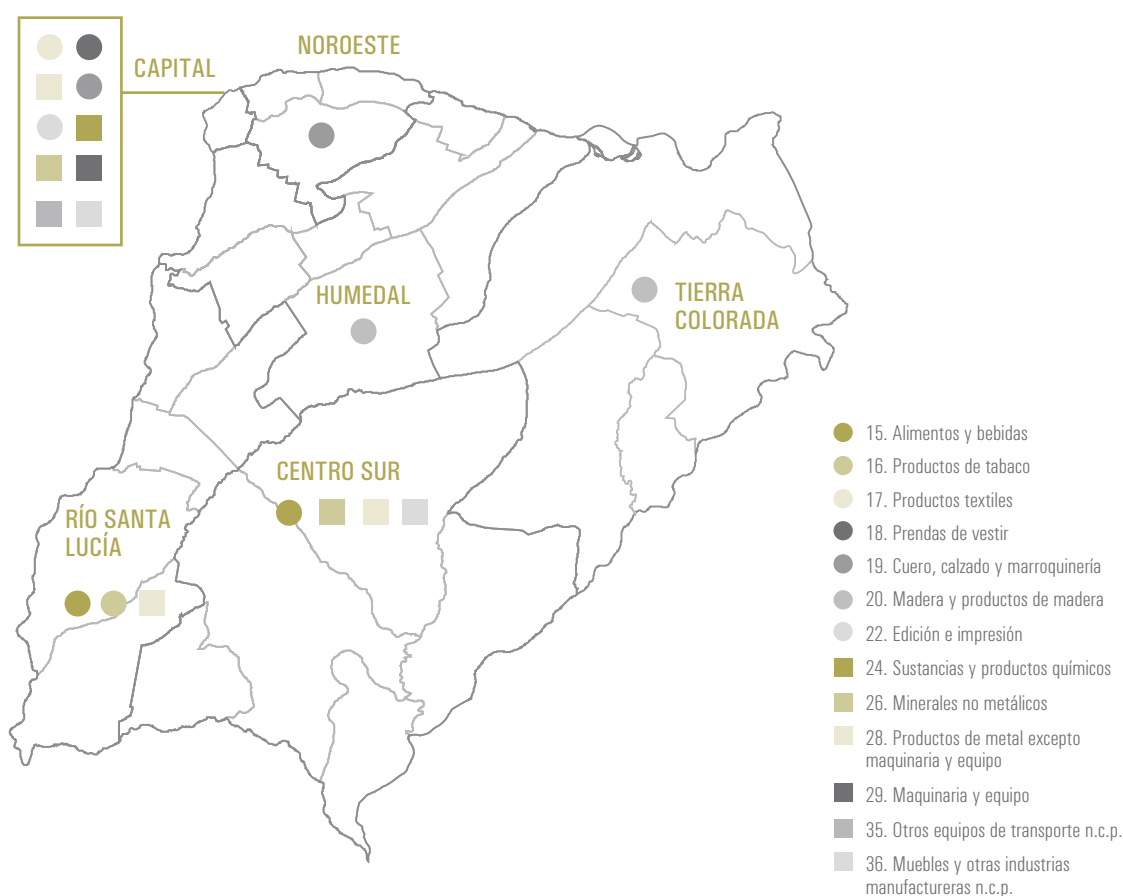 NOROESTE
CAPITAL
HUMEDAL
TIERRA
COLORADA
CENTRO SUR
RÍO SANTA
LUCÍA
15. Alimentos y bebidas
16. Productos de tabaco
17. Productos textiles
18. Prendas de vestir
19. Cuero, calzado y marroquinería
20. Madera y productos de madera
22. Edición e impresión
24. Sustancias y productos químicos
26. Minerales no metálicos
28. Productos de metal excepto
maquinaria y equipo
29. Maquinaria y equipo
35. Otros equipos de transporte n.c.p.
36. Muebles y otras industrias
manufactureras n.c.p.